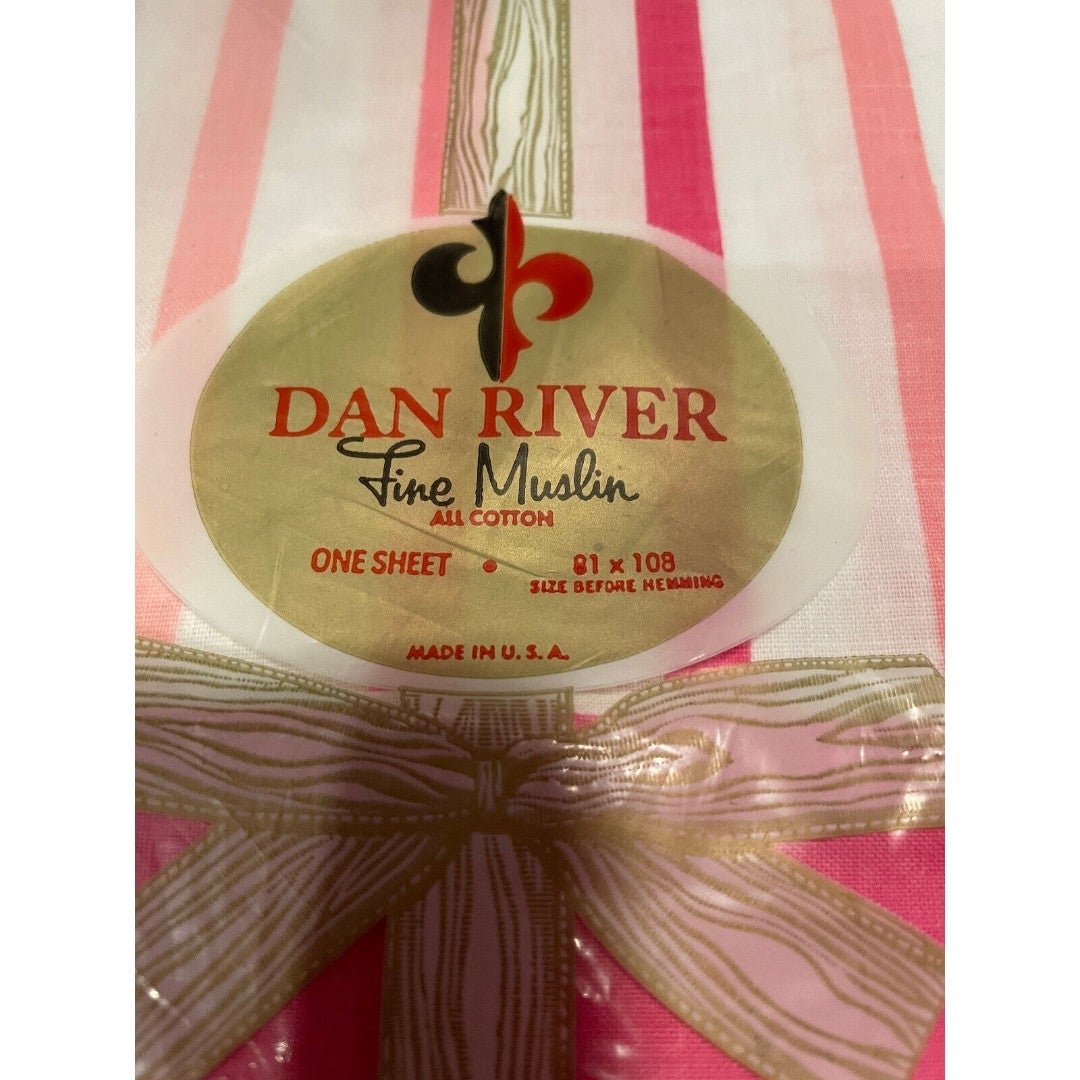 DAN RIVER
Fine Muslin
ALL COTTON
ONE SHEET • 81 x 108
SIZE BEFORE HEMMING
MADE IN U.S.A.